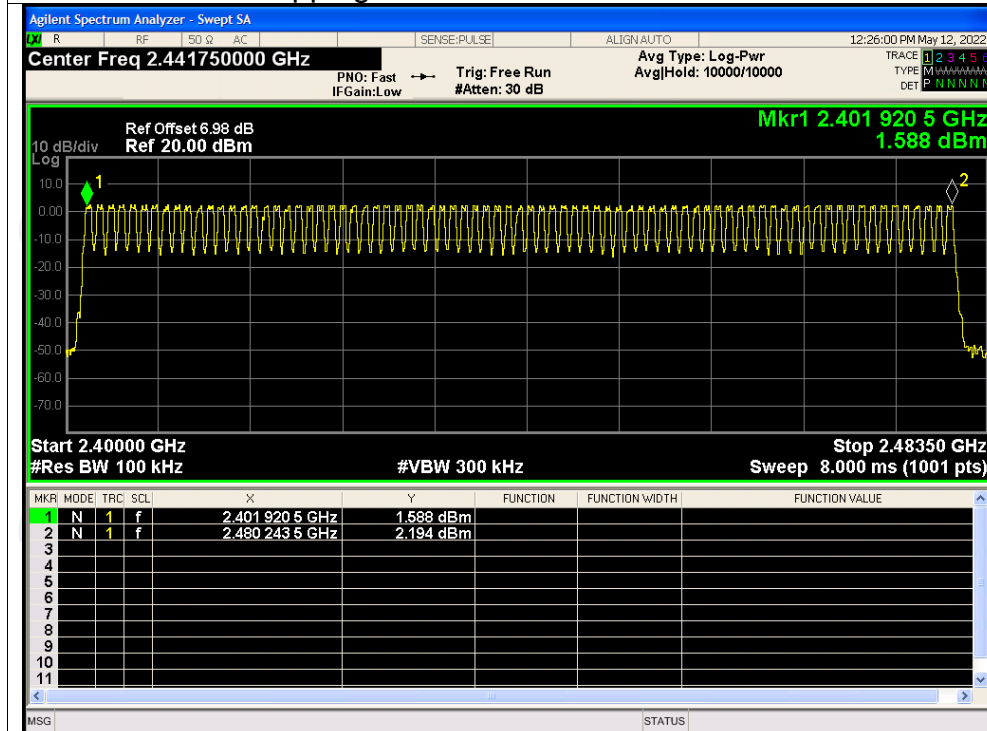 Agilent Spectrum Analyzer - Swept SA
LXI R RF 50 Ω AC SENSE:PULSE ALIGN AUTO 12:26:00 PM May 12, 2022
Center Freq 2.441750000 GHz Avg Type: Log-Pwr TRACE 1 2 3 4 5 6
PNO: Fast Trig: Free Run Avg|Hold: 10000/10000 TYPE M
IFGain:Low #Atten: 30 dB DET P N N N N N
Mkr1 2.401 920 5 GHz
Ref Offset 6.98 dB 1.588 dBm
10 dB/div Ref 20.00 dBm
Log
1 2
10.0
0.00
-10.0
-20.0
-30.0
-40.0
-50.0
-60.0
-70.0
Start 2.40000 GHz Stop 2.48350 GHz
#Res BW 100 kHz #VBW 300 kHz Sweep 8.000 ms (1001 pts)
MKR MODE TRC SCL X Y FUNCTION FUNCTION WIDTH FUNCTION VALUE
1 N 1 f 2.401 920 5 GHz 1.588 dBm
2 N 1 f 2.480 243 5 GHz 2.194 dBm
3
4
5
6
7
8
9
10
11
MSG STATUS